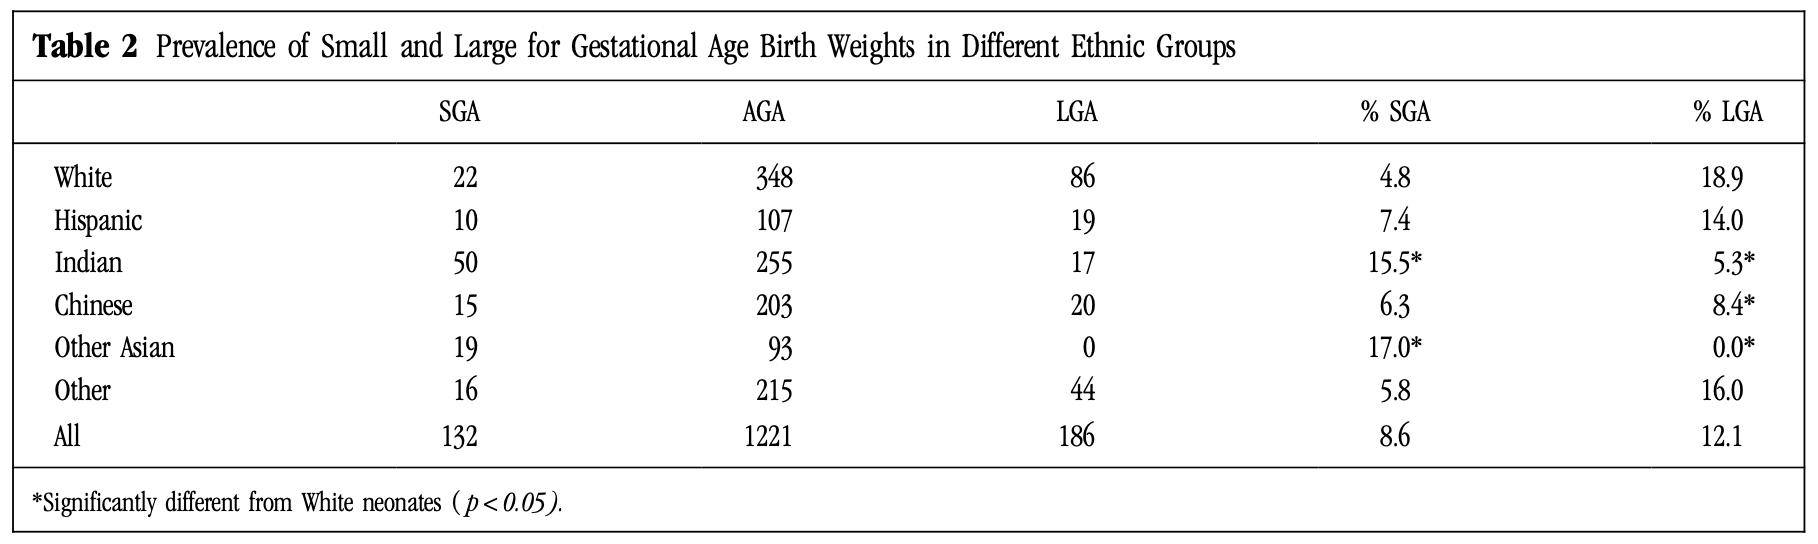 Table 2 Prevalence of Small and Large for Gestational Age Birth Weights in Different Ethnic Groups
SGA AGA LGA % SGA % LGA
White 22 348 86 4.8 18.9
Hispanic 10 107 19 7.4 14.0
Indian 50 255 17 15.5* 5.3*
Chinese 15 203 20 6.3 8.4*
Other Asian 19 93 0 17.0* 0.0*
Other 16 215 44 5.8 16.0
All 132 1221 186 8.6 12.1
*Significantly different from White neonates (p<0.05).